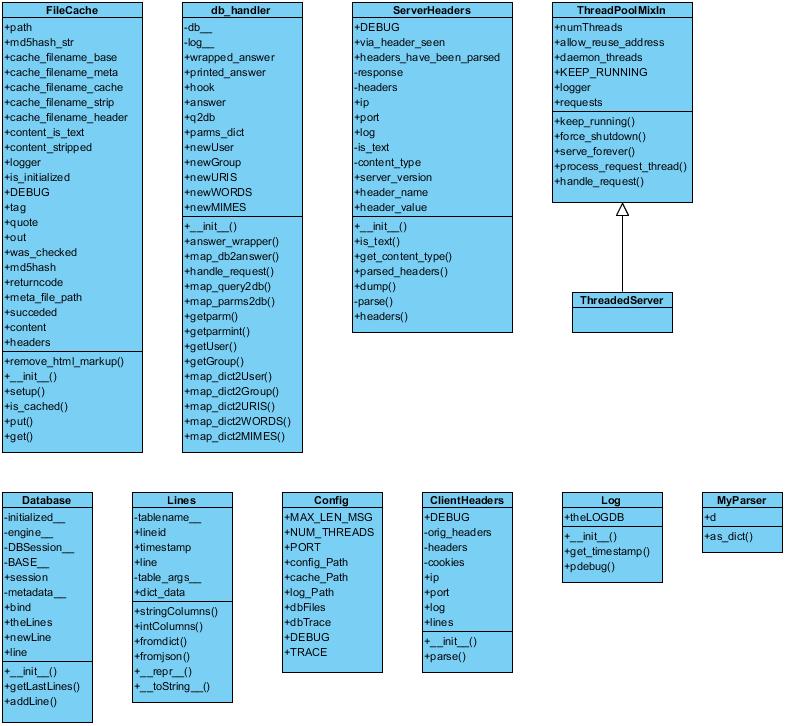 FileCache
+path
+md5hash_str
+cache_filename_base
+cache_filename_meta
+cache_filename_cache
+cache_filename_strip
+cache_filename_header
+content_is_text
+content_stripped
+logger
+is_initialized
+DEBUG
+tag
+quote
+out
+was_checked
+md5hash
+returncode
+meta_file_path
+succeded
+content
+headers
+remove_html_markup()
+__init__()
+setup()
+is_cached()
+put()
+get()
db_handler
-db__
-log__
+wrapped_answer
+printed_answer
+hook
+answer
+q2db
+parms_dict
+newUser
+newGroup
+newURIS
+newWORDS
+newMIMES
+__init__()
+answer_wrapper()
+map_db2answer()
+handle_request()
+map_query2db()
+map_parms2db()
+getparm()
+getparmint()
+getUser()
+getGroup()
+map_dict2User()
+map_dict2Group()
+map_dict2URIS()
+map_dict2WORDS()
+map_dict2MIMES()
ServerHeaders
+DEBUG
+via_header_seen
+headers_have_been_parsed
-response
-headers
+ip
+port
+log
-is_text
-content_type
+server_version
+header_name
+header_value
+__init__()
+is_text()
+get_content_type()
+parsed_headers()
+dump()
-parse()
+headers()
ThreadPoolMixIn
+numThreads
+allow_reuse_address
+daemon_threads
+KEEP_RUNNING
+logger
+requests
+keep_running()
+force_shutdown()
+serve_forever()
+process_request_thread()
+handle_request()
ThreadedServer
Database
-initialized__
-engine__
-DBSession__
-BASE__
+session
-metadata__
+bind
+theLines
+newLine
+line
+__init__()
+getLastLines()
+addLine()
Lines
-tablename__
+lineid
+timestamp
+line
-table_args__
+dict_data
+stringColumns()
+intColumns()
+fromdict()
+fromjson()
+__repr__()
+__toString__()
Config
+MAX_LEN_MSG
+NUM_THREADS
+PORT
+config_Path
+cache_Path
+log_Path
+dbFiles
+dbTrace
+DEBUG
+TRACE
ClientHeaders
+DEBUG
-orig_headers
-headers
-cookies
+ip
+port
+log
+lines
+__init__()
+parse()
Log
+theLOGDB
+__init__()
+get_timestamp()
+pdebug()
MyParser
+d
+as_dict()